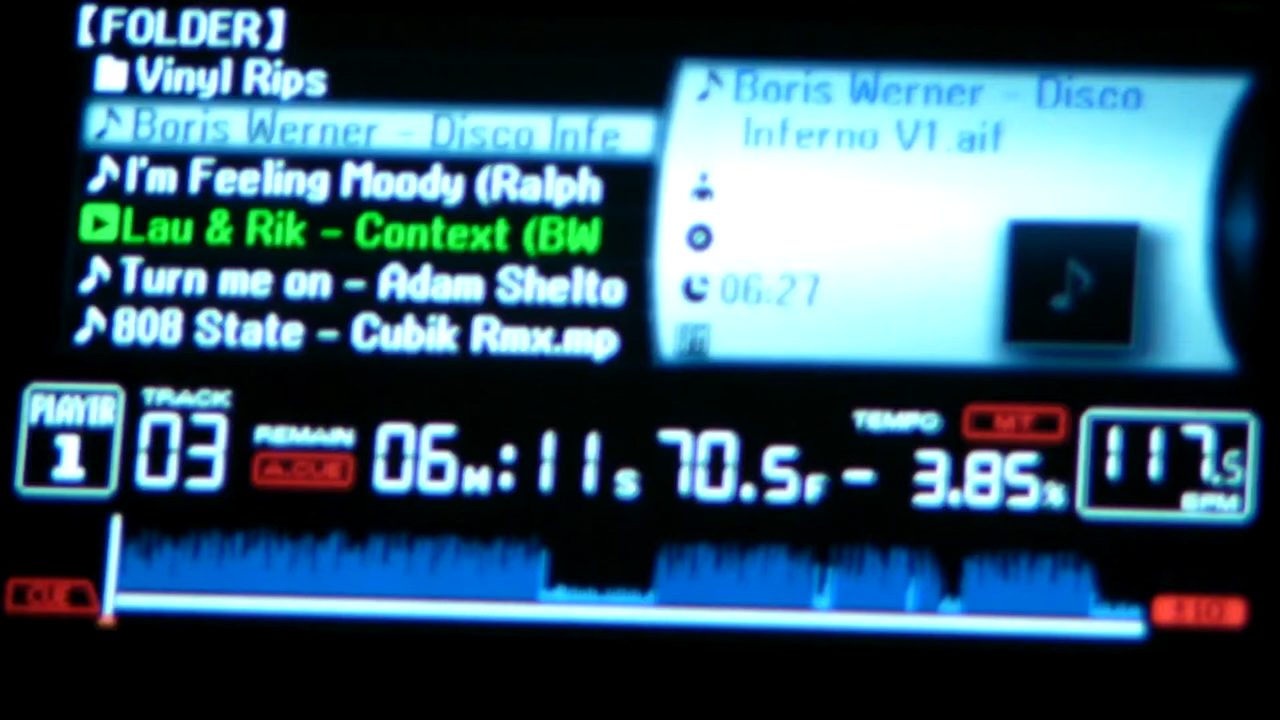 【FOLDER】
Vinyl Rips
Boris Werner - Disco Infe
I'm Feeling Moody (Ralph
Lau & Rik - Context (BW
Turn me on - Adam Shelto
808 State - Cubik Rmx.mp
Boris Werner - Disco
Inferno V1.aif
06:27
PLAYER
1
TRACK
03
REMAIN
A.CUE
06M:11S 70.5F
TEMPO
MT
- 3.85%
117.5
BPM
CUE
±10